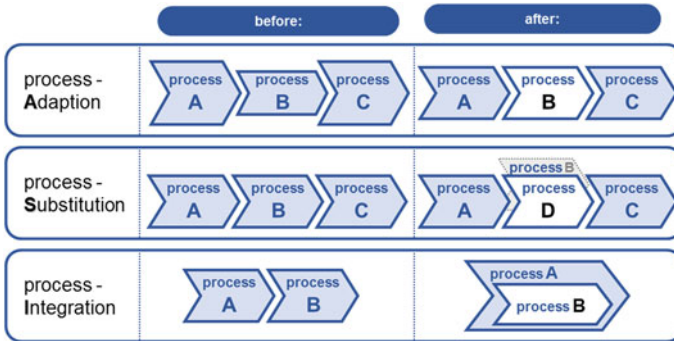 before:
after:
process -
Adaption
process
A
process
B
process
C
process
A
process
B
process
C
process -
Substitution
process
A
process
B
process
C
process
A
process B
process
D
process
C
process -
Integration
process
A
process
B
process A
process B